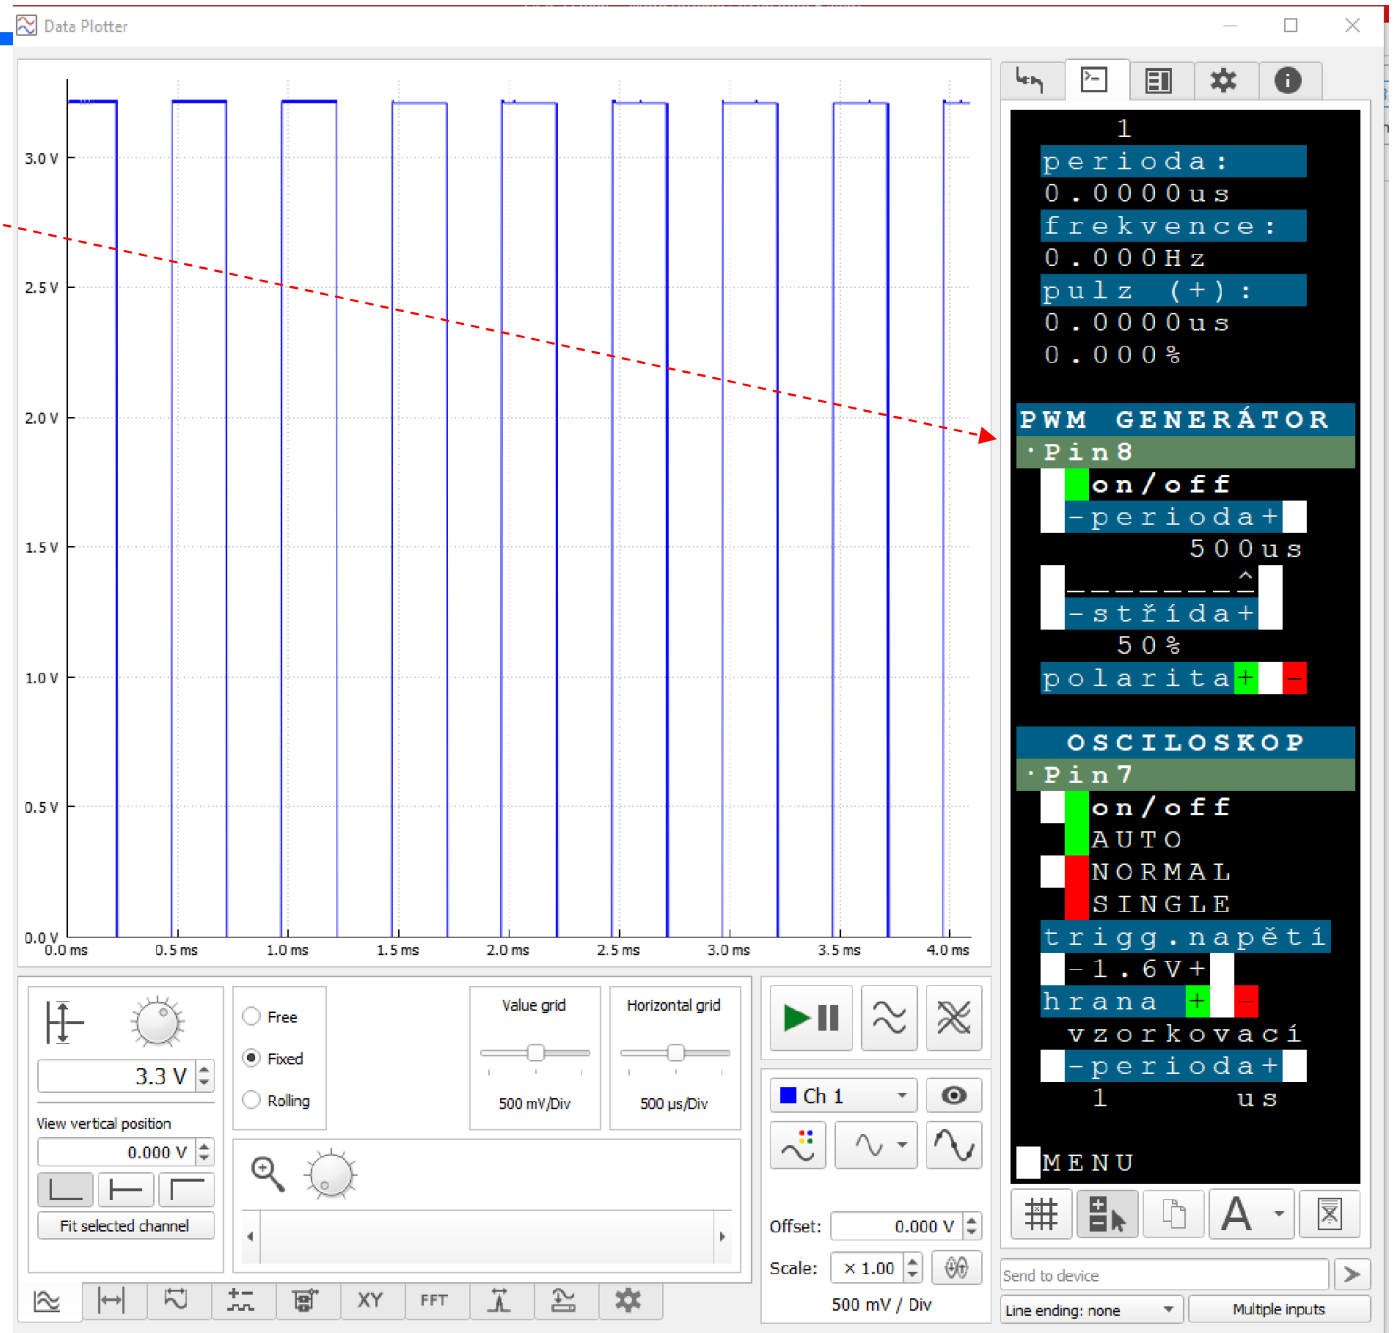 Data Plotter
3.0 V
2.5 V
2.0 V
1.5 V
1.0 V
0.5 V
0.0 V
0.0 ms 0.5 ms 1.0 ms 1.5 ms 2.0 ms 2.5 ms 3.0 ms 3.5 ms 4.0 ms
1
perioda:
0.0000us
frekvence:
0.000Hz
pulz (+):
0.0000us
0.000%
PWM GENERÁTOR
·Pin8
on/off
-perioda+
500us
________^
-střída+
50%
polarita+ -
OSCILOSKOP
·Pin7
on/off
AUTO
NORMAL
SINGLE
trigg.napětí
-1.6V+
hrana + -
vzorkovací
-perioda+
1 us
MENU
3.3 V
View vertical position
0.000 V
Fit selected channel
Free
Fixed
Rolling
Value grid
500 mV/Div
Horizontal grid
500 µs/Div
Ch 1
Offset: 0.000 V
Scale: × 1.00
500 mV / Div
XY
FFT
A
Send to device
>
Line ending: none
Multiple inputs